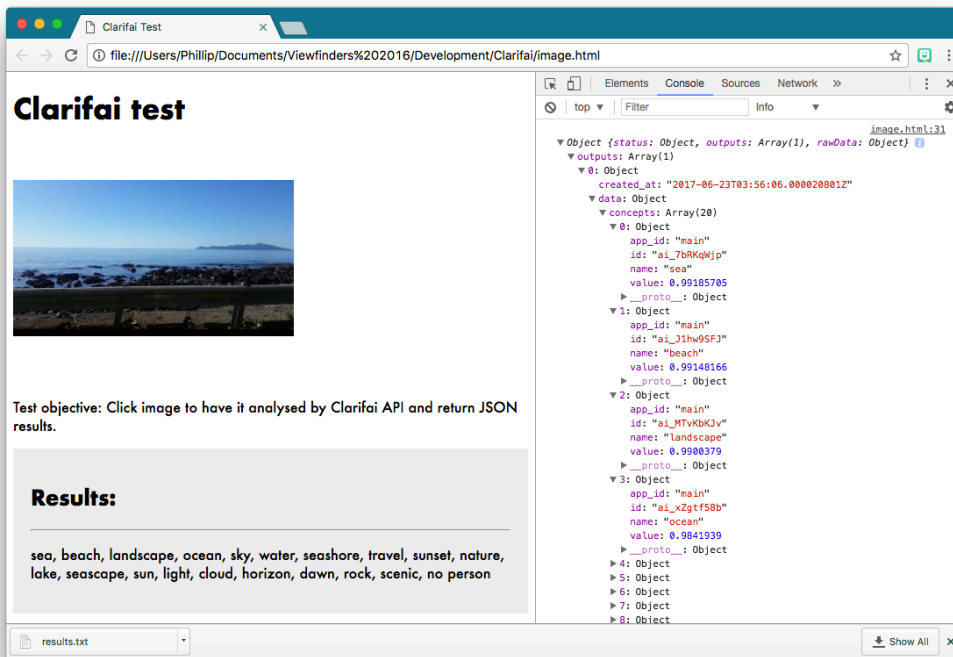 Clarifai Test
file:///Users/Phillip/Documents/Viewfinders%202016/Development/Clarifai/image.html
Clarifai test
Test objective: Click image to have it analysed by Clarifai API and return JSON
results.
Results:
sea, beach, landscape, ocean, sky, water, seashore, travel, sunset, nature,
lake, seascape, sun, light, cloud, horizon, dawn, rock, scenic, no person
Elements Console Sources Network »
top ▼ Filter Info ▼
image.html:31
▼Object {status: Object, outputs: Array(1), rawData: Object} i
▼outputs: Array(1)
▼0: Object
created_at: "2017-06-23T03:56:06.000020801Z"
▼data: Object
▼concepts: Array(20)
▼0: Object
app_id: "main"
id: "ai_7bRKqWjp"
name: "sea"
value: 0.99185705
▶__proto__: Object
▼1: Object
app_id: "main"
id: "ai_J1hw9SFJ"
name: "beach"
value: 0.99148166
▶__proto__: Object
▼2: Object
app_id: "main"
id: "ai_MTvKbKJv"
name: "landscape"
value: 0.9900379
▶__proto__: Object
▼3: Object
app_id: "main"
id: "ai_xZgtf58b"
name: "ocean"
value: 0.9841939
▶__proto__: Object
▶4: Object
▶5: Object
▶6: Object
▶7: Object
▶8: Object
results.txt
Show All